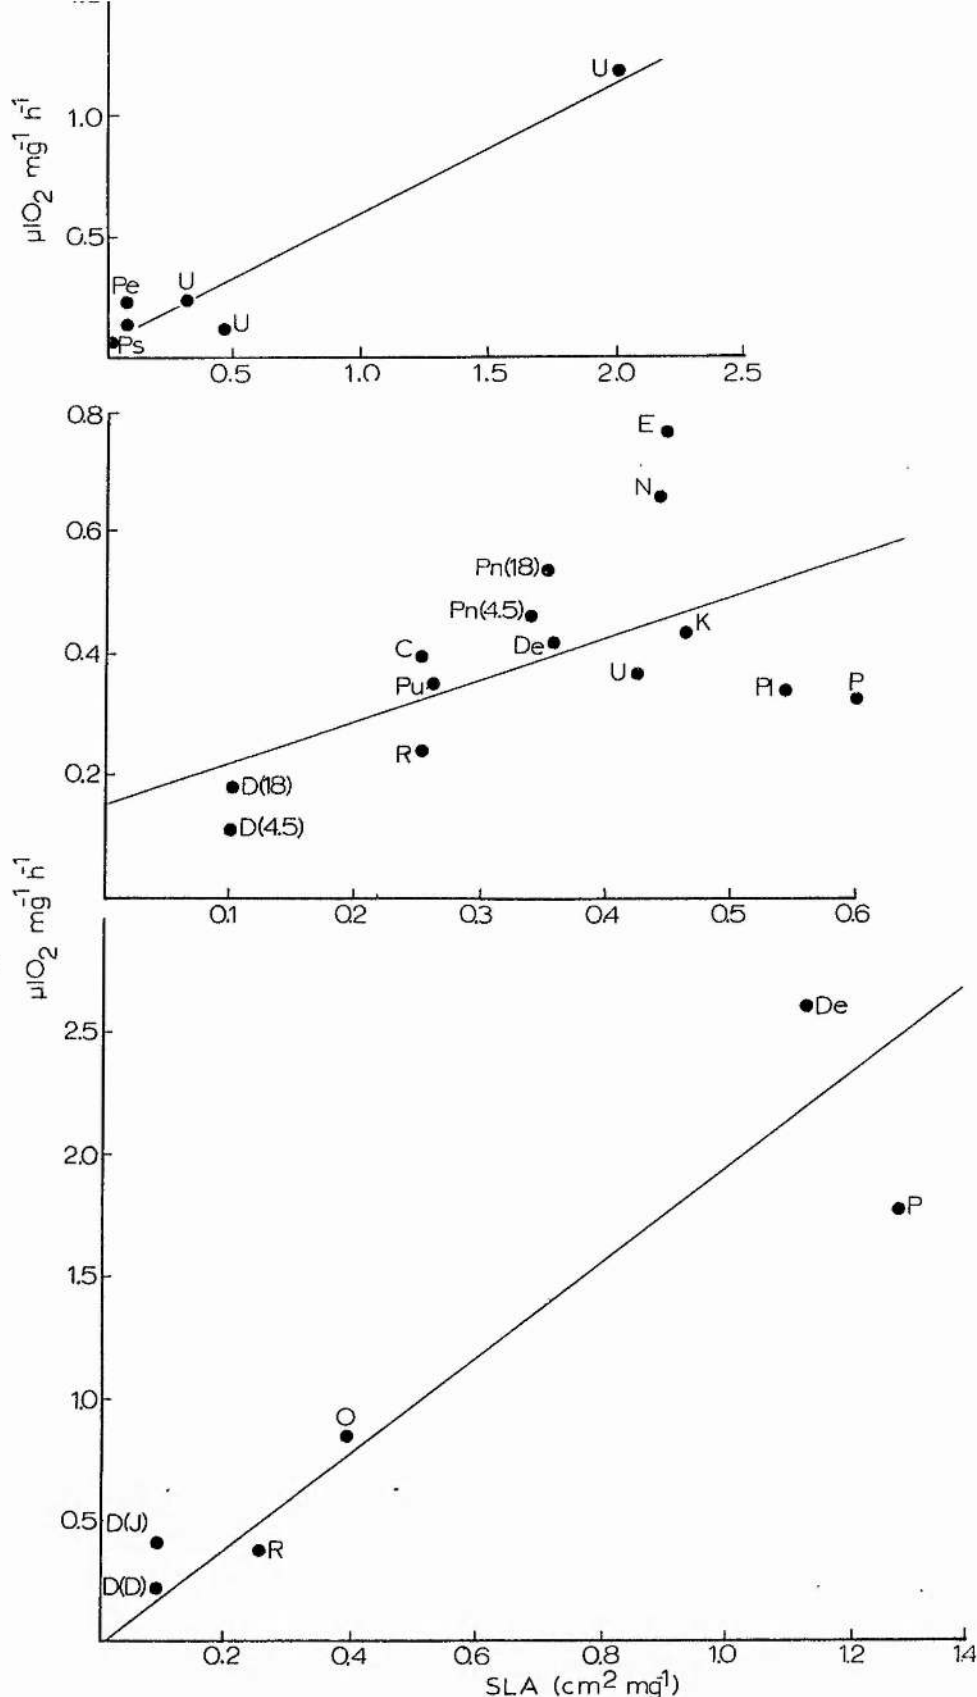 U
1.0
µlO2 mg-1 h-1
0.5
Pe
U
U
Ps
0.5 1.0 1.5 2.0 2.5
0.8
E
N
0.6
Pn(18)
Pn(4.5)
De
K
0.4
C
U
Pu
Pl
P
R
0.2
D(18)
D(4.5)
0.1 0.2 0.3 0.4 0.5 0.6
µlO2 mg-1 h-1
De
2.5
2.0
P
1.5
1.0
O
0.5
D(J)
R
D(D)
0.2 0.4 0.6 0.8 1.0 1.2 1.4
SLA (cm2 mg-1)